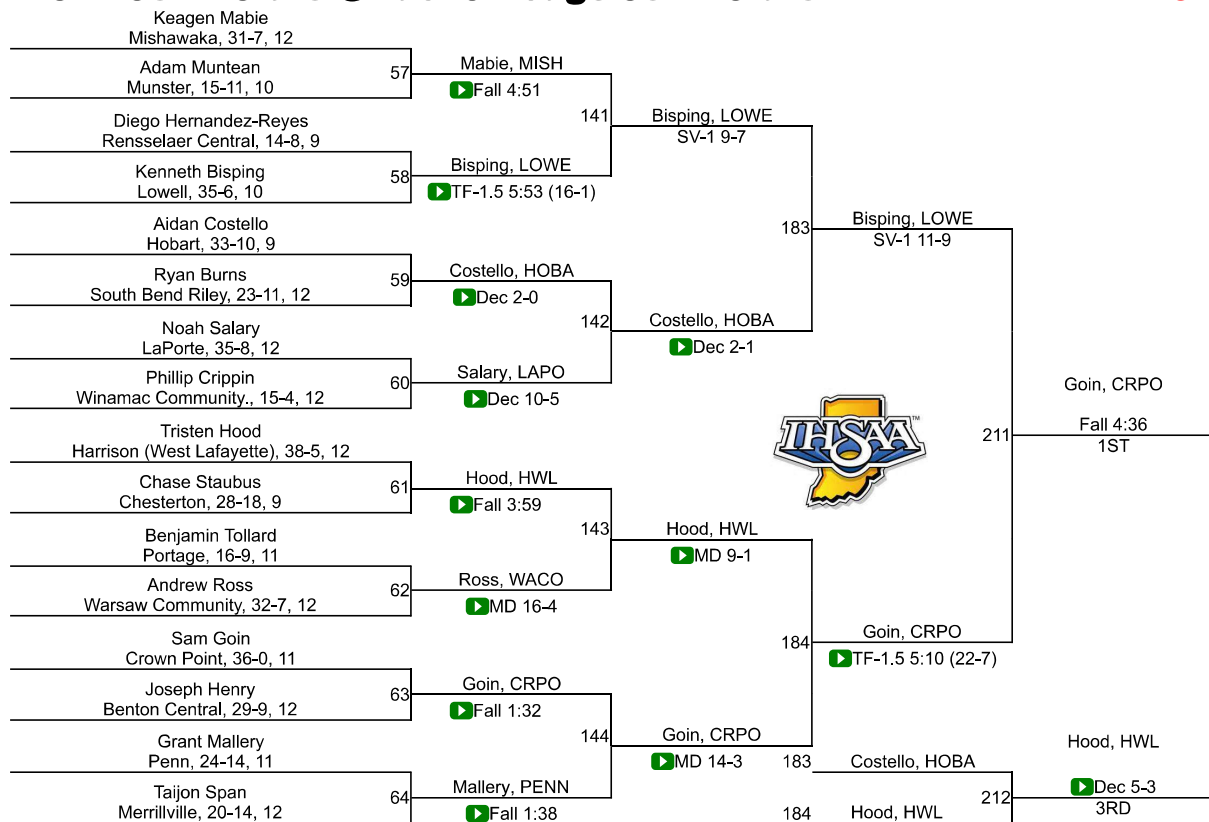 Keagen Mabie
Mishawaka, 31-7, 12
Adam Muntean
Munster, 15-11, 10
57
Mabie, MISH
Fall 4:51
Diego Hernandez-Reyes
Rensselaer Central, 14-8, 9
Kenneth Bisping
Lowell, 35-6, 10
58
Bisping, LOWE
TF-1.5 5:53 (16-1)
141
Bisping, LOWE
SV-1 9-7
Aidan Costello
Hobart, 33-10, 9
Ryan Burns
South Bend Riley, 23-11, 12
59
Costello, HOBA
Dec 2-0
Noah Salary
LaPorte, 35-8, 12
Phillip Crippin
Winamac Community., 15-4, 12
60
Salary, LAPO
Dec 10-5
142
Costello, HOBA
Dec 2-1
183
Bisping, LOWE
SV-1 11-9
Tristen Hood
Harrison (West Lafayette), 38-5, 12
Chase Staubus
Chesterton, 28-18, 9
61
Hood, HWL
Fall 3:59
Benjamin Tollard
Portage, 16-9, 11
Andrew Ross
Warsaw Community, 32-7, 12
62
Ross, WACO
MD 16-4
143
Hood, HWL
MD 9-1
Sam Goin
Crown Point, 36-0, 11
Joseph Henry
Benton Central, 29-9, 12
63
Goin, CRPO
Fall 1:32
Grant Mallery
Penn, 24-14, 11
Taijon Span
Merrillville, 20-14, 12
64
Mallery, PENN
Fall 1:38
144
Goin, CRPO
MD 14-3
184
Goin, CRPO
TF-1.5 5:10 (22-7)
IHSAA
TM
211
Goin, CRPO
Fall 4:36
1ST
183
Costello, HOBA
184
Hood, HWL
212
Hood, HWL
Dec 5-3
3RD